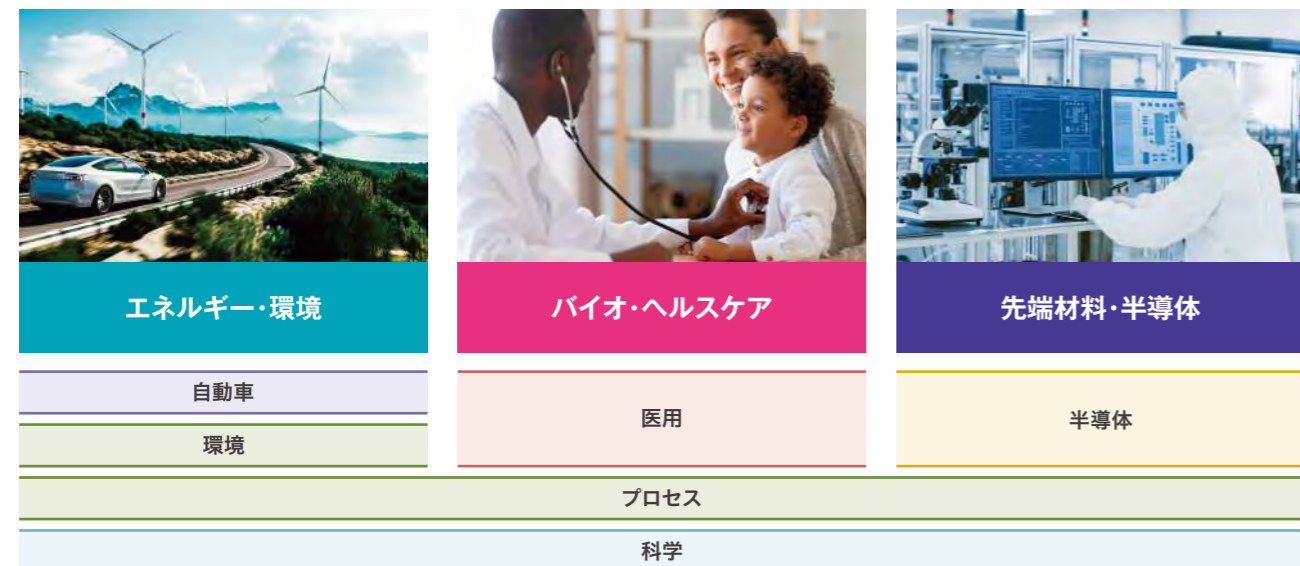 エネルギー・環境
バイオ・ヘルスケア
先端材料・半導体
自動車
環境
医用
半導体
プロセス
科学